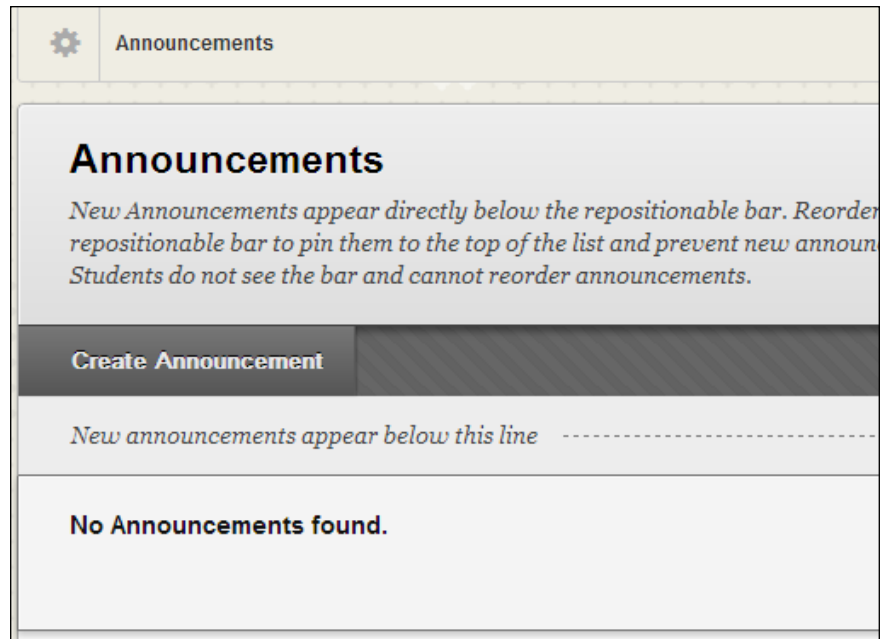 Announcements
Announcements
New Announcements appear directly below the repositionable bar. Reorder
repositionable bar to pin them to the top of the list and prevent new announ
Students do not see the bar and cannot reorder announcements.
Create Announcement
New announcements appear below this line
No Announcements found.